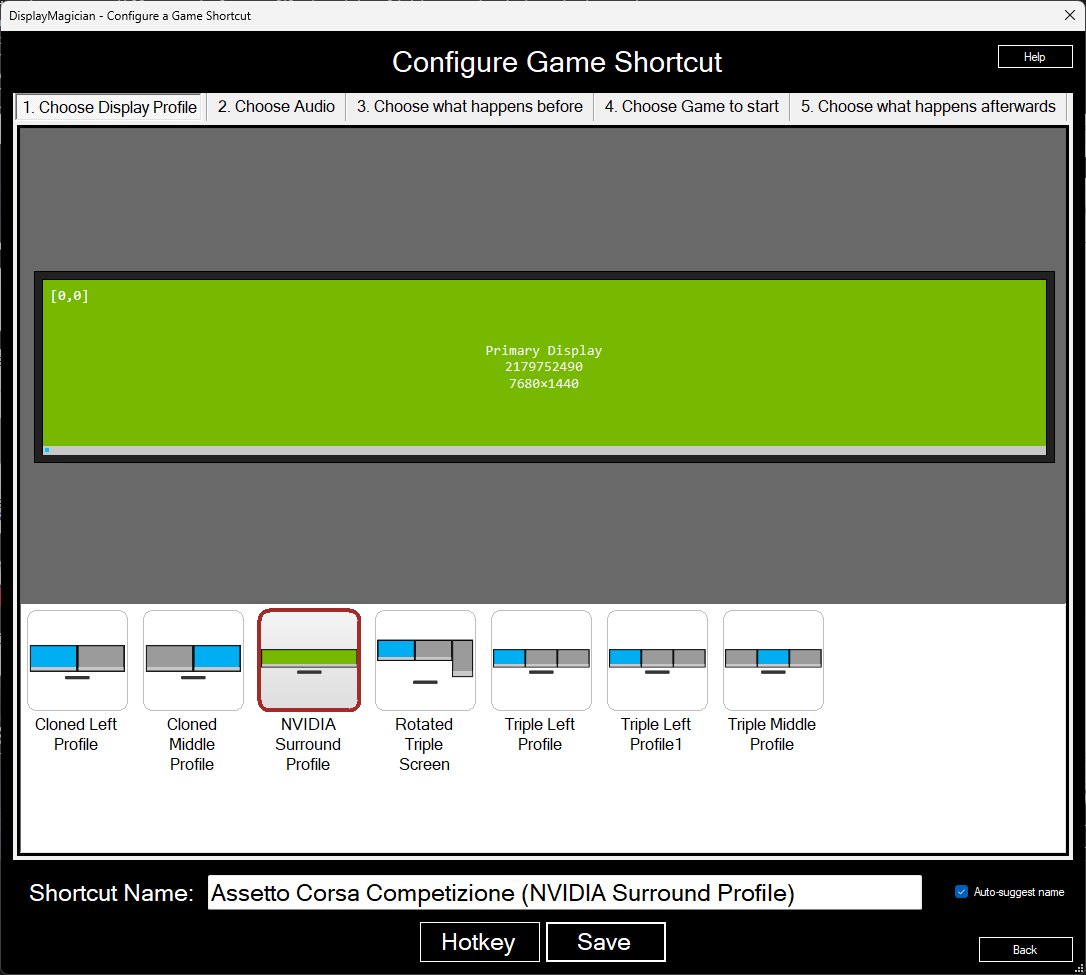 DisplayMagician - Configure a Game Shortcut
Configure Game Shortcut
Help
1. Choose Display Profile
2. Choose Audio
3. Choose what happens before
4. Choose Game to start
5. Choose what happens afterwards
[0,0]
Primary Display
2179752490
7680×1440
Cloned Left
Profile
Cloned
Middle
Profile
NVIDIA
Surround
Profile
Rotated
Triple
Screen
Triple Left
Profile
Triple Left
Profile1
Triple Middle
Profile
Shortcut Name:
Assetto Corsa Competizione (NVIDIA Surround Profile)
Auto-suggest name
Hotkey
Save
Back